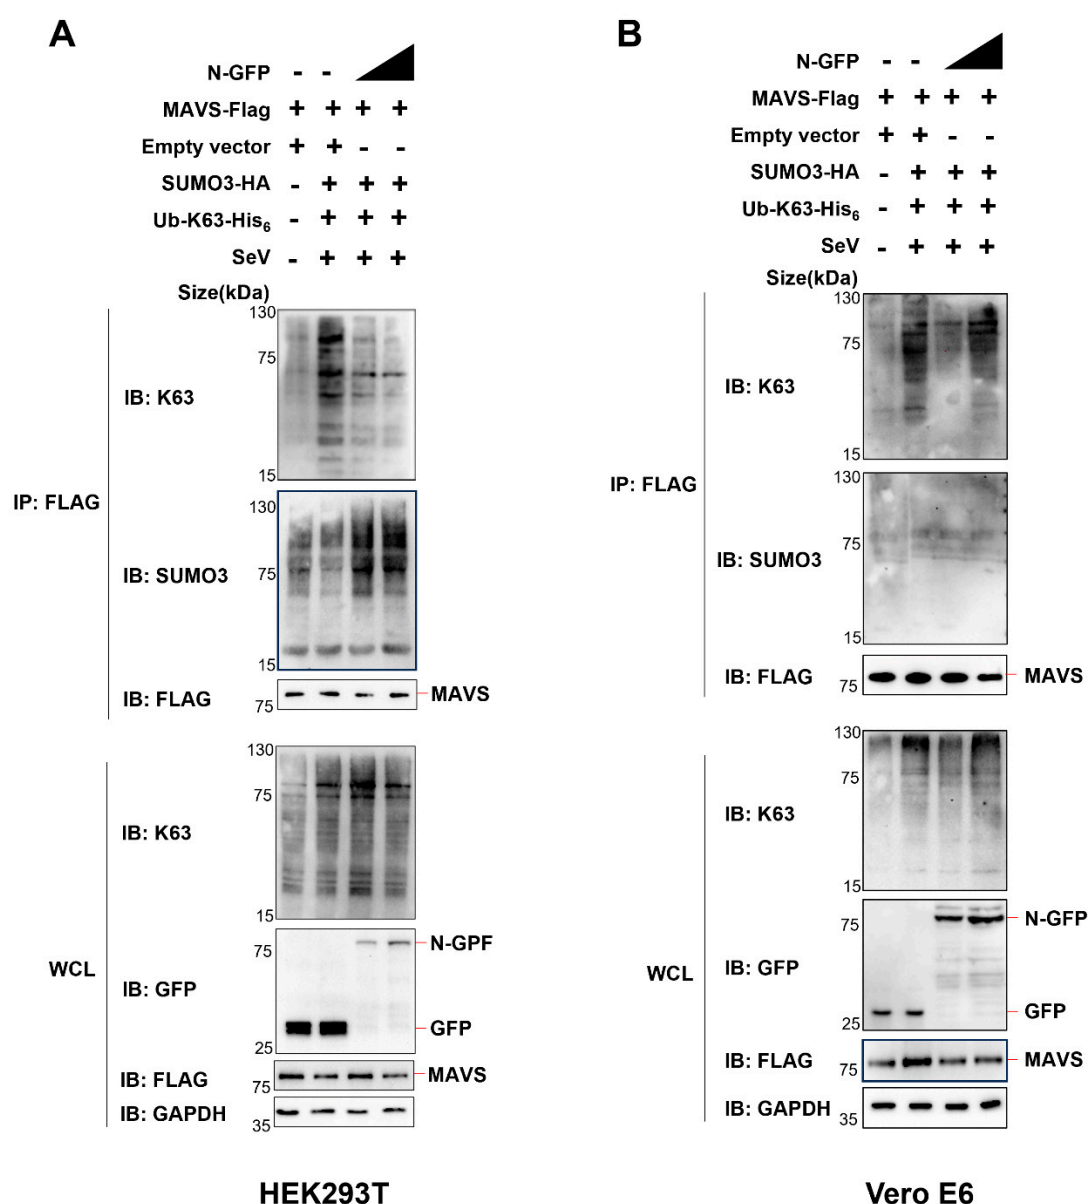 A
N-GFP - -
MAVS-Flag + + + +
Empty vector + + - -
SUMO3-HA - + + +
Ub-K63-His6 - + + +
SeV - + + +
Size(kDa)
IP: FLAG
130
75
IB: K63
15
130
IB: SUMO3
75
15
IB: FLAG
75
MAVS
WCL
130
75
IB: K63
15
75
N-GPF
IB: GFP
GFP
25
IB: FLAG
75
MAVS
IB: GAPDH
35
HEK293T
B
N-GFP - -
MAVS-Flag + + + +
Empty vector + + - -
SUMO3-HA - + + +
Ub-K63-His6 - + + +
SeV - + + +
Size(kDa)
IP: FLAG
130
75
IB: K63
15
130
75
IB: SUMO3
15
IB: FLAG
75
MAVS
WCL
130
75
IB: K63
15
75
N-GFP
IB: GFP
GFP
25
IB: FLAG
75
MAVS
IB: GAPDH
35
Vero E6